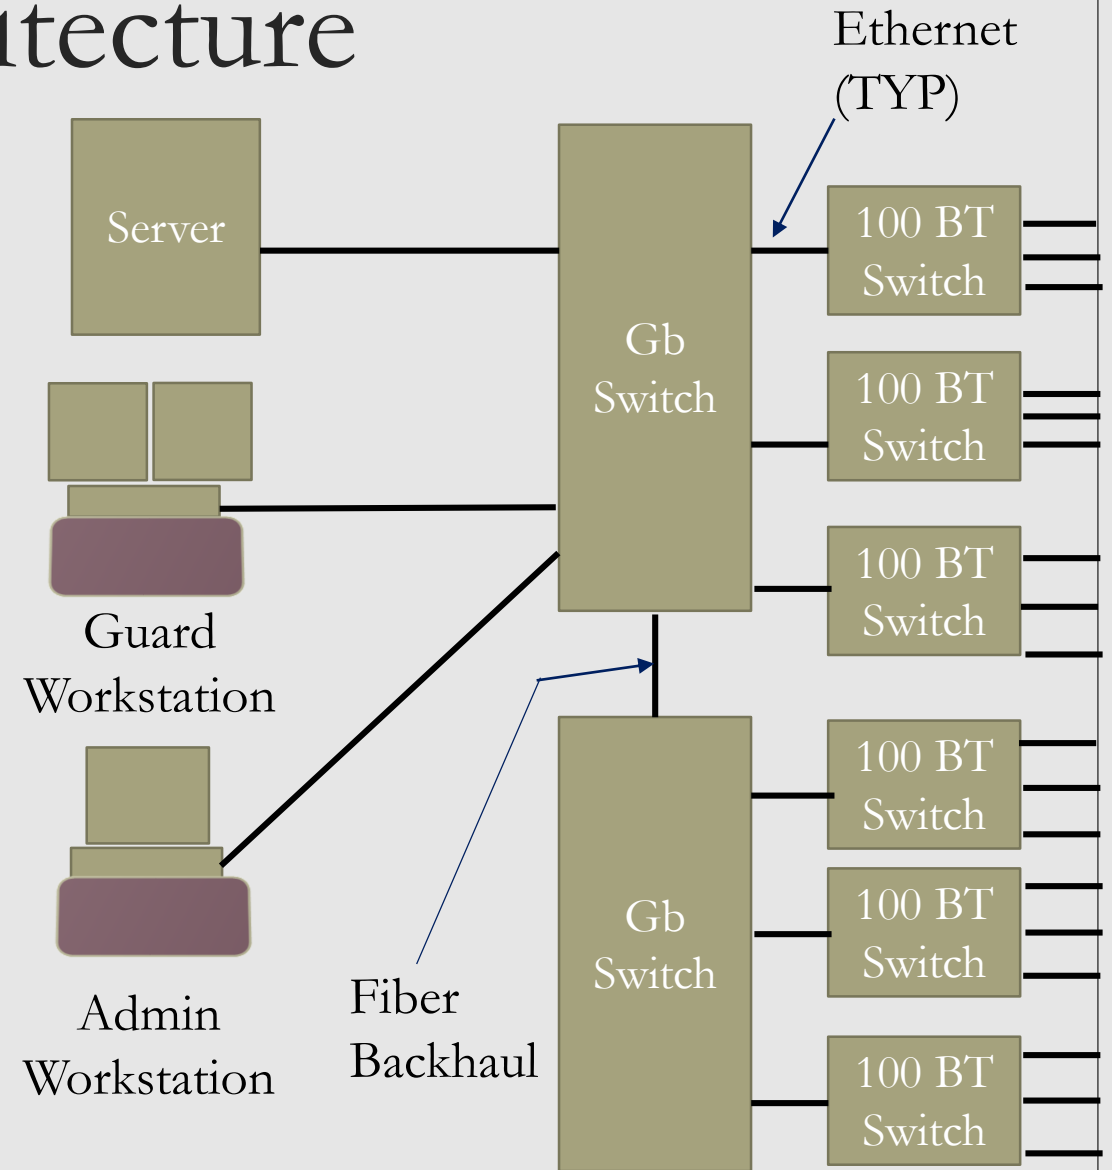 Ethernet
(TYP)
Server
Gb
Switch
100 BT
Switch
100 BT
Switch
100 BT
Switch
Guard
Workstation
100 BT
Switch
Gb
Switch
100 BT
Switch
Fiber
Backhaul
Admin
Workstation
100 BT
Switch